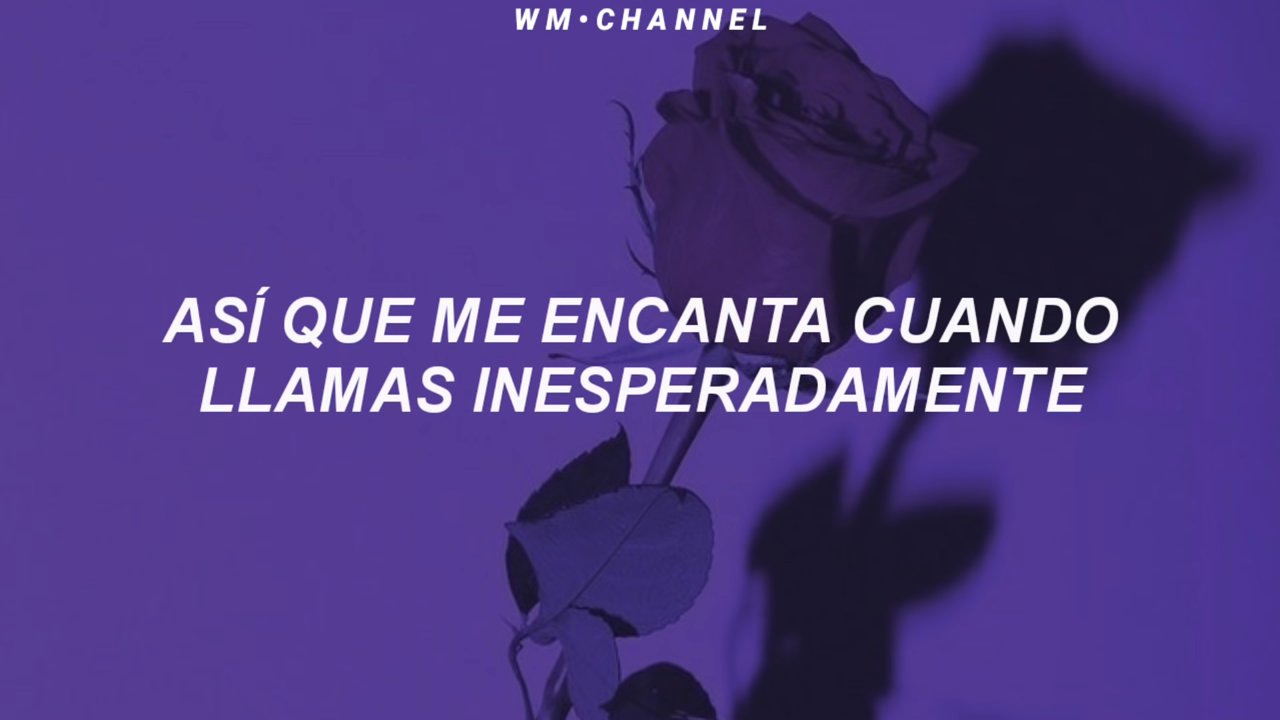 WM•CHANNEL
ASÍ QUE ME ENCANTA CUANDO
LLAMAS INESPERADAMENTE